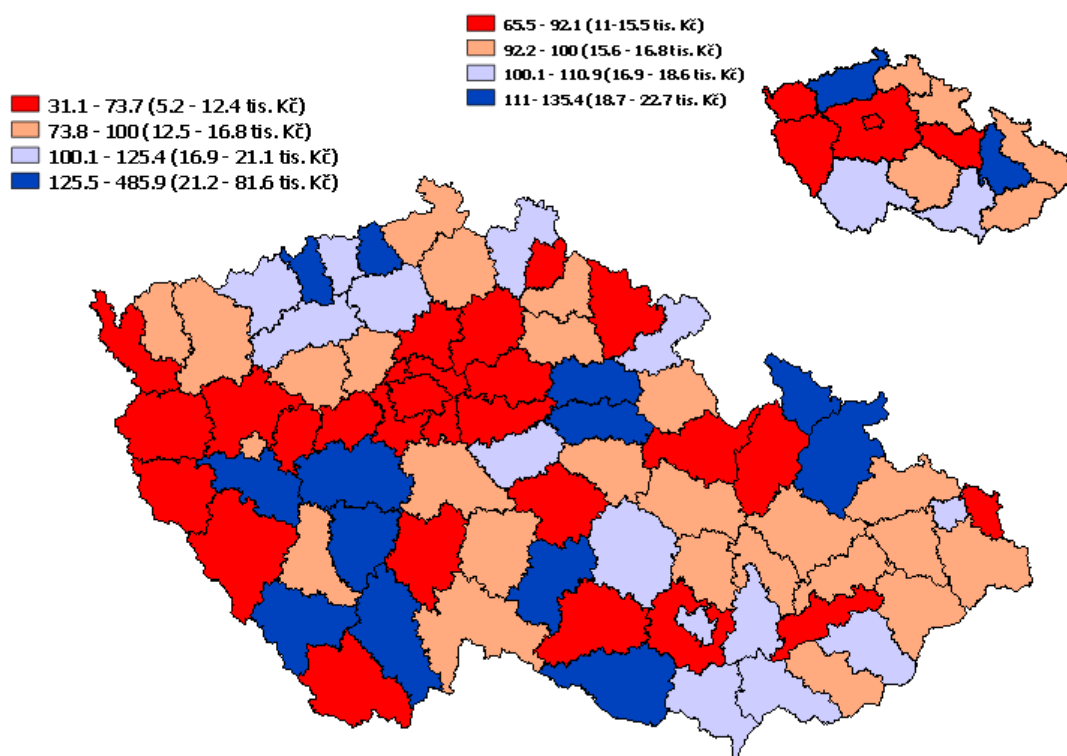 65.5 - 92.1 (11-15.5 tis. Kč)
92.2 - 100 (15.6 - 16.8 tis. Kč)
100.1 - 110.9 (16.9 - 18.6 tis. Kč)
111 - 135.4 (18.7 - 22.7 tis. Kč)
31.1 - 73.7 (5.2 - 12.4 tis. Kč)
73.8 - 100 (12.5 - 16.8 tis. Kč)
100.1 - 125.4 (16.9 - 21.1 tis. Kč)
125.5 - 485.9 (21.2 - 81.6 tis. Kč)